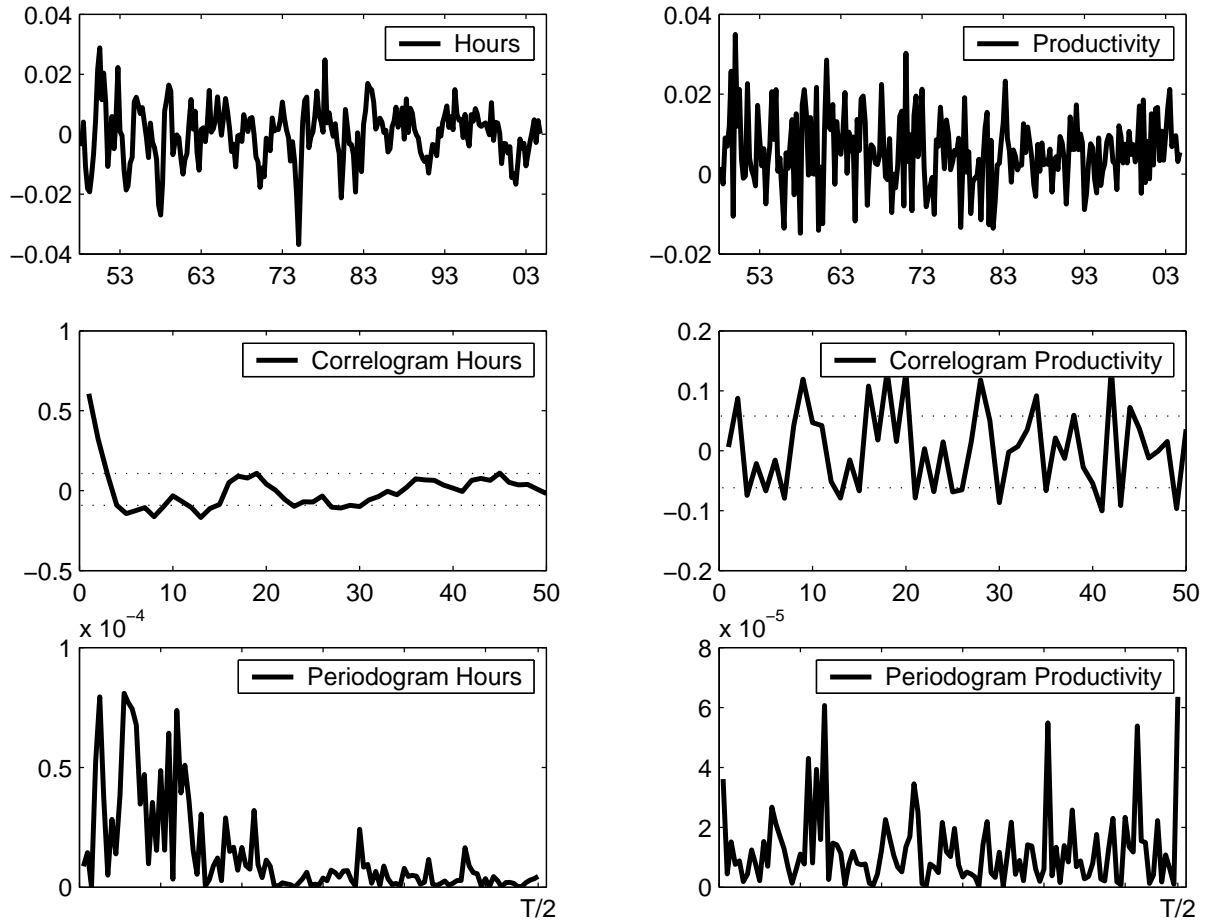 Hours
0.04
0.02
0
−0.02
−0.04
53 63 73 83 93 03
Productivity
0.04
0.02
0
−0.02
53 63 73 83 93 03
Correlogram Hours
1
0.5
0
−0.5
0 10 20 30 40 50
Correlogram Productivity
0.2
0.1
0
−0.1
−0.2
0 10 20 30 40 50
x 10−4
Periodogram Hours
1
0.5
0
T/2
x 10−5
Periodogram Productivity
8
6
4
2
0
T/2